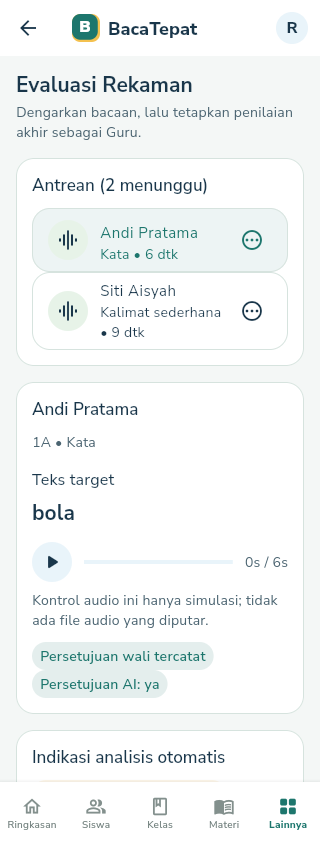 B BacaTepat R
Evaluasi Rekaman
Dengarkan bacaan, lalu tetapkan penilaian
akhir sebagai Guru.
Antrean (2 menunggu)
Andi Pratama
Kata • 6 dtk
Siti Aisyah
Kalimat sederhana
• 9 dtk
Andi Pratama
1A • Kata
Teks target
bola
0s / 6s
Kontrol audio ini hanya simulasi; tidak
ada file audio yang diputar.
Persetujuan wali tercatat
Persetujuan AI: ya
Indikasi analisis otomatis
Ringkasan Siswa Kelas Materi Lainnya